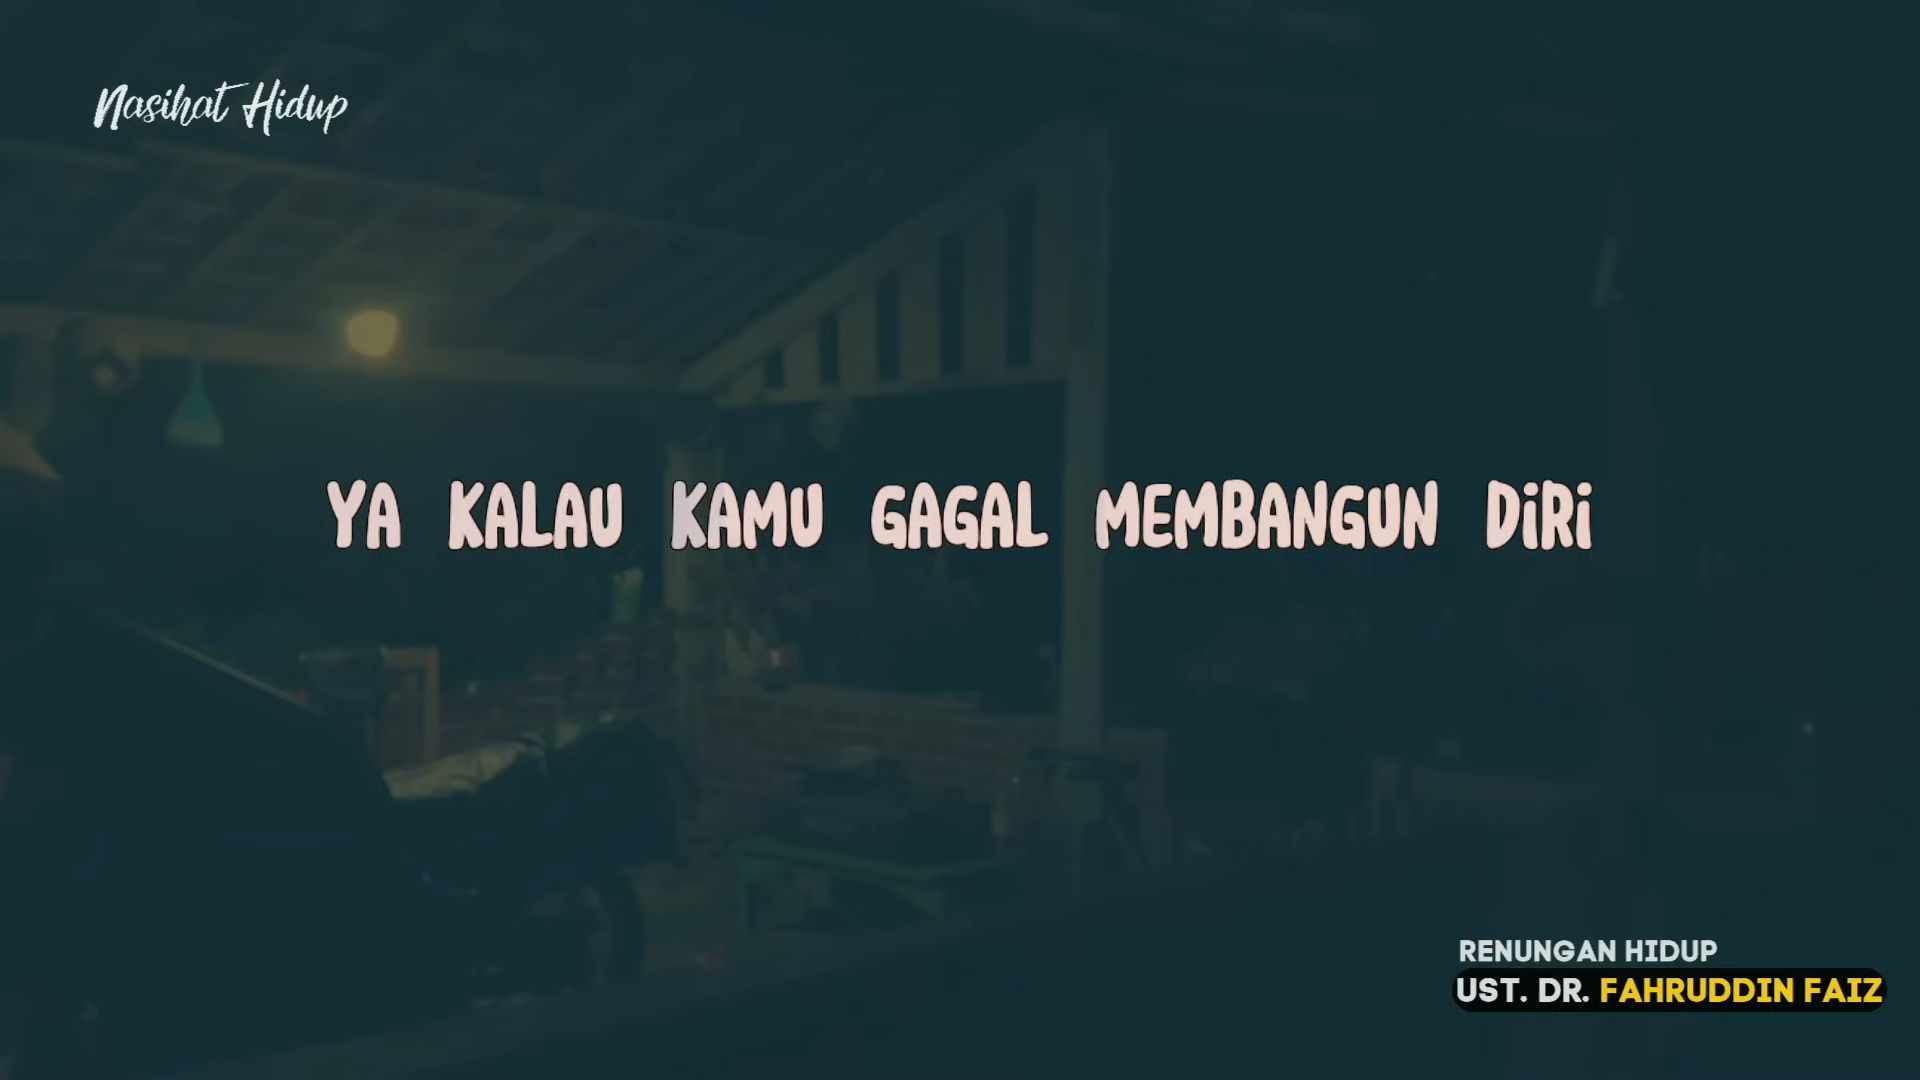 Nasihat Hidup
YA KALAU KAMU GAGAL MEMBANGUN DiRi
RENUNGAN HIDUP
UST. DR. FAHRUDDIN FAIZ